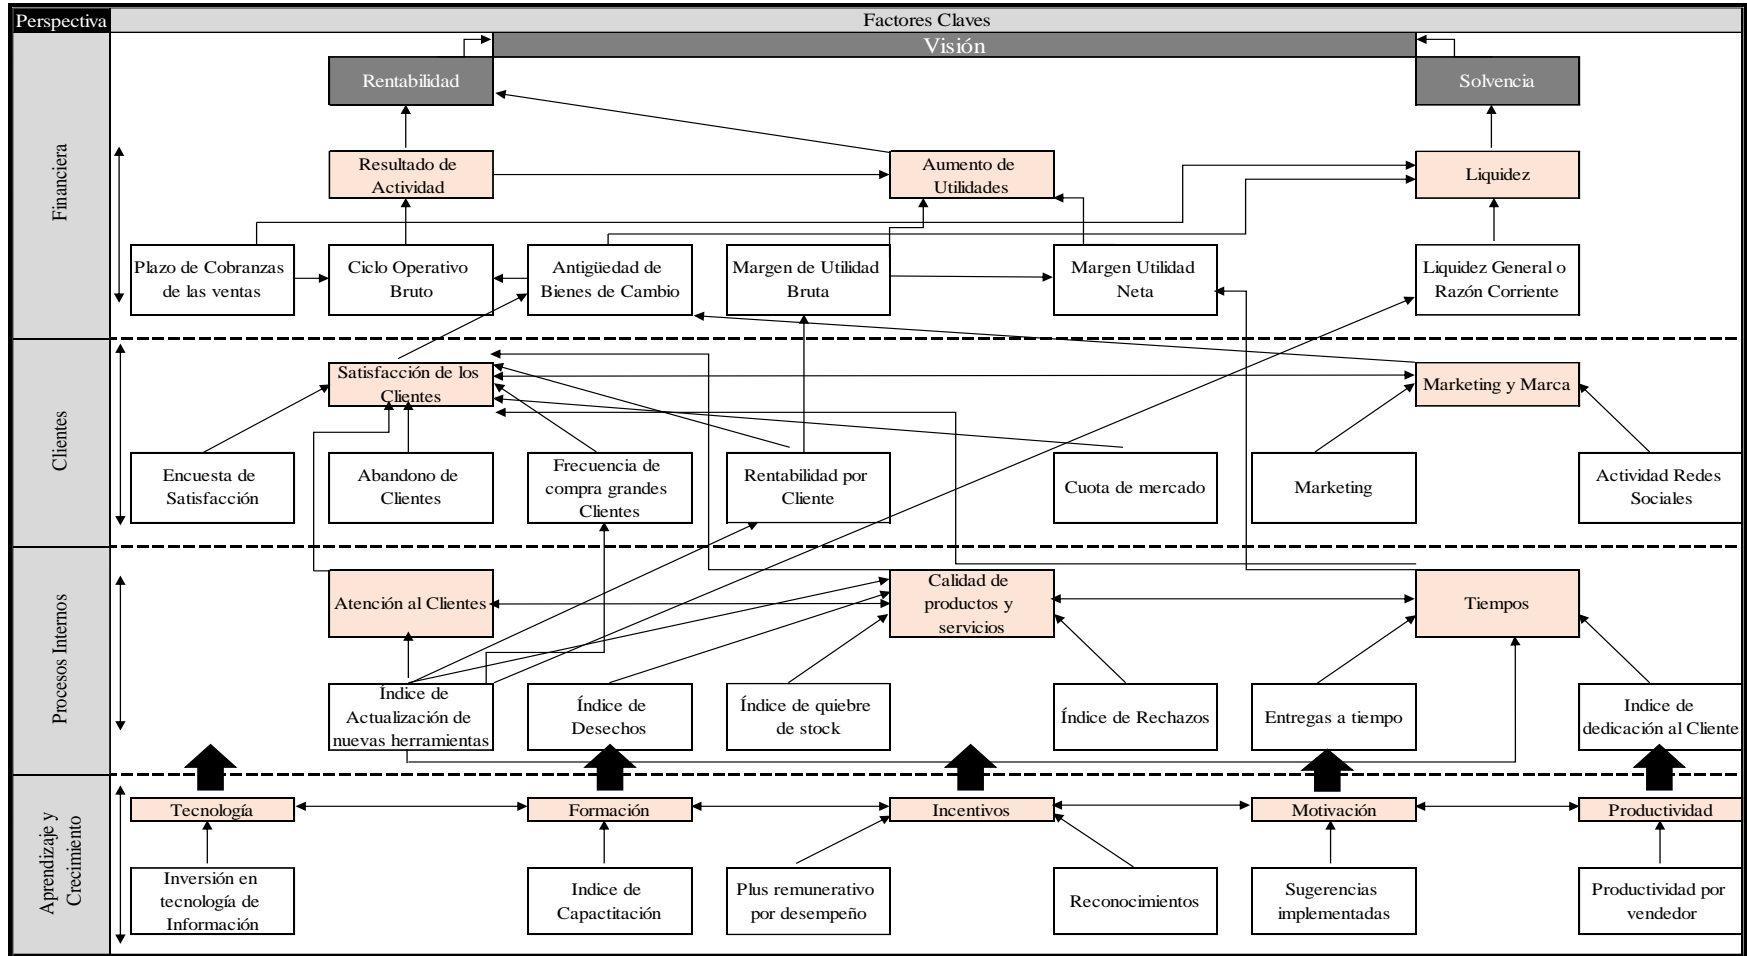 Perspectiva
Factores Claves
Visión
Rentabilidad
Solvencia
Financiera
Resultado de
Actividad
Aumento de
Utilidades
Liquidez
Plazo de Cobranzas
de las ventas
Ciclo Operativo
Bruto
Antigüedad de
Bienes de Cambio
Margen de Utilidad
Bruta
Margen Utilidad
Neta
Liquidez General o
Razón Corriente
Clientes
Satisfacción de los
Clientes
Marketing y Marca
Encuesta de
Satisfacción
Abandono de
Clientes
Frecuencia de
compra grandes
Clientes
Rentabilidad por
Cliente
Cuota de mercado
Marketing
Actividad Redes
Sociales
Procesos Internos
Atención al Clientes
Calidad de
productos y
servicios
Tiempos
Índice de
Actualización de
nuevas herramientas
Índice de
Desechos
Índice de quiebre
de stock
Índice de Rechazos
Entregas a tiempo
Indice de
dedicación al Cliente
Aprendizaje y
Crecimiento
Tecnología
Formación
Incentivos
Motivación
Productividad
Inversión en
tecnología de
Información
Indice de
Capactitación
Plus remunerativo
por desempeño
Reconocimientos
Sugerencias
implementadas
Productividad por
vendedor